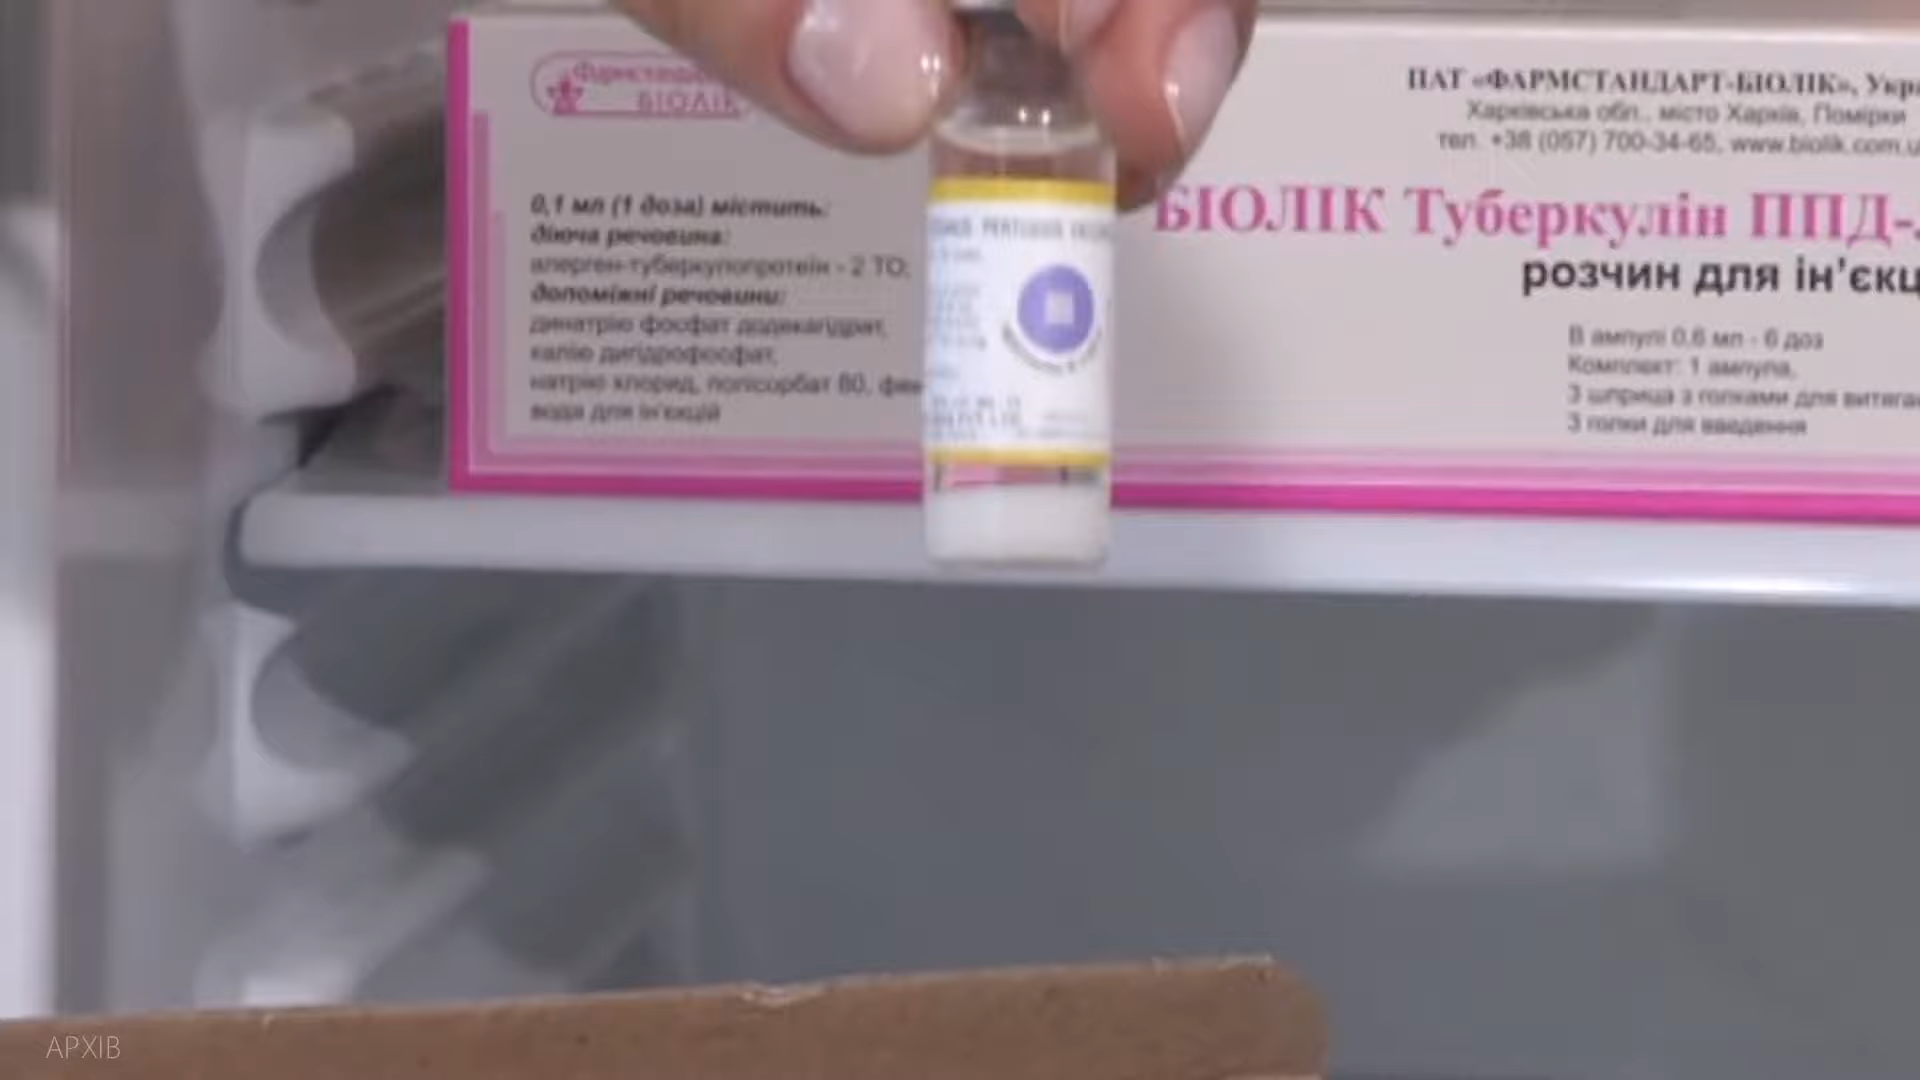 Фармстандарт
БІОЛІК
ПАТ «ФАРМСТАНДАРТ-БІОЛІК», Укра
Харківська обл., місто Харків, Помірки
тел. +38 (057) 700-34-65, www.biolik.com.u
0,1 мл (1 доза) містить:
діюча речовина:
алерген-туберкулопротеїн - 2 ТО;
допоміжні речовини:
динатрію фосфат додекагідрат,
калію дигідрофосфат,
натрію хлорид, полісорбат 80, фен
вода для ін'єкцій
БІОЛІК Туберкулін ППД-
розчин для ін'єкц
В ампулі 0,6 мл - 6 доз
Комплект: 1 ампула,
3 шприца з голками для витяган
3 голки для введення
PERTUSSIS
АРХІВ